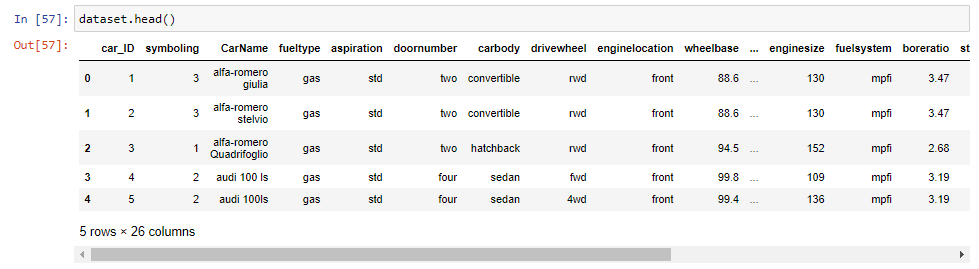 In [57]: dataset.head()
Out[57]:
car_ID symboling CarName fueltype aspiration doornumber carbody drivewheel enginelocation wheelbase ... enginesize fuelsystem boreratio st
0 1 3 alfa-romero giulia gas std two convertible rwd front 88.6 ... 130 mpfi 3.47
1 2 3 alfa-romero stelvio gas std two convertible rwd front 88.6 ... 130 mpfi 3.47
2 3 1 alfa-romero Quadrifoglio gas std two hatchback rwd front 94.5 ... 152 mpfi 2.68
3 4 2 audi 100 ls gas std four sedan fwd front 99.8 ... 109 mpfi 3.19
4 5 2 audi 100ls gas std four sedan 4wd front 99.4 ... 136 mpfi 3.19
5 rows × 26 columns